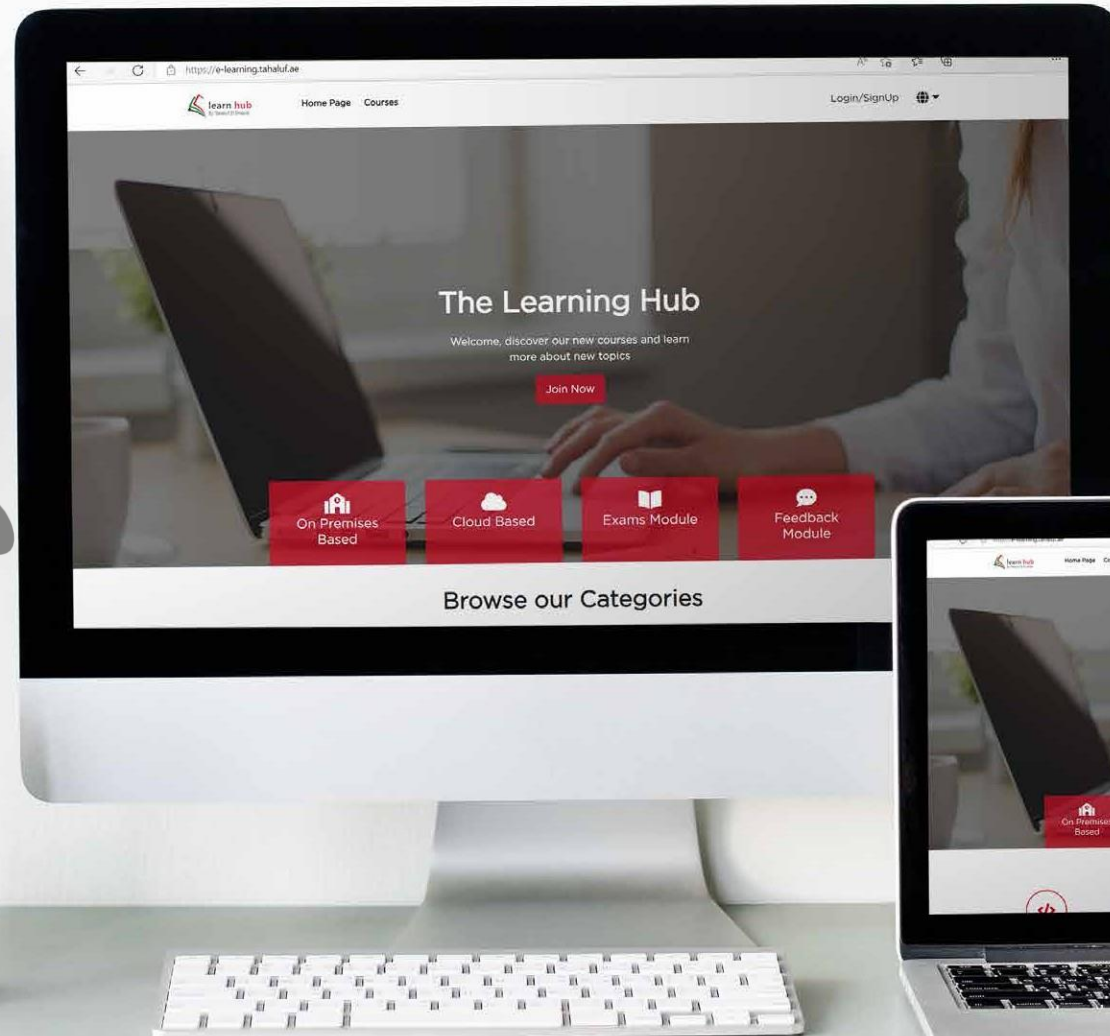 https://e-learning.tahaluf.ae
learn hub
Home Page
Courses
Login/SignUp
The Learning Hub
Welcome, discover our new courses and learn
more about new topics
Join Now
On Premises
Based
Cloud Based
Exams Module
Feedback
Module
Browse our Categories
learn hub
Home Page
On Premises
Based